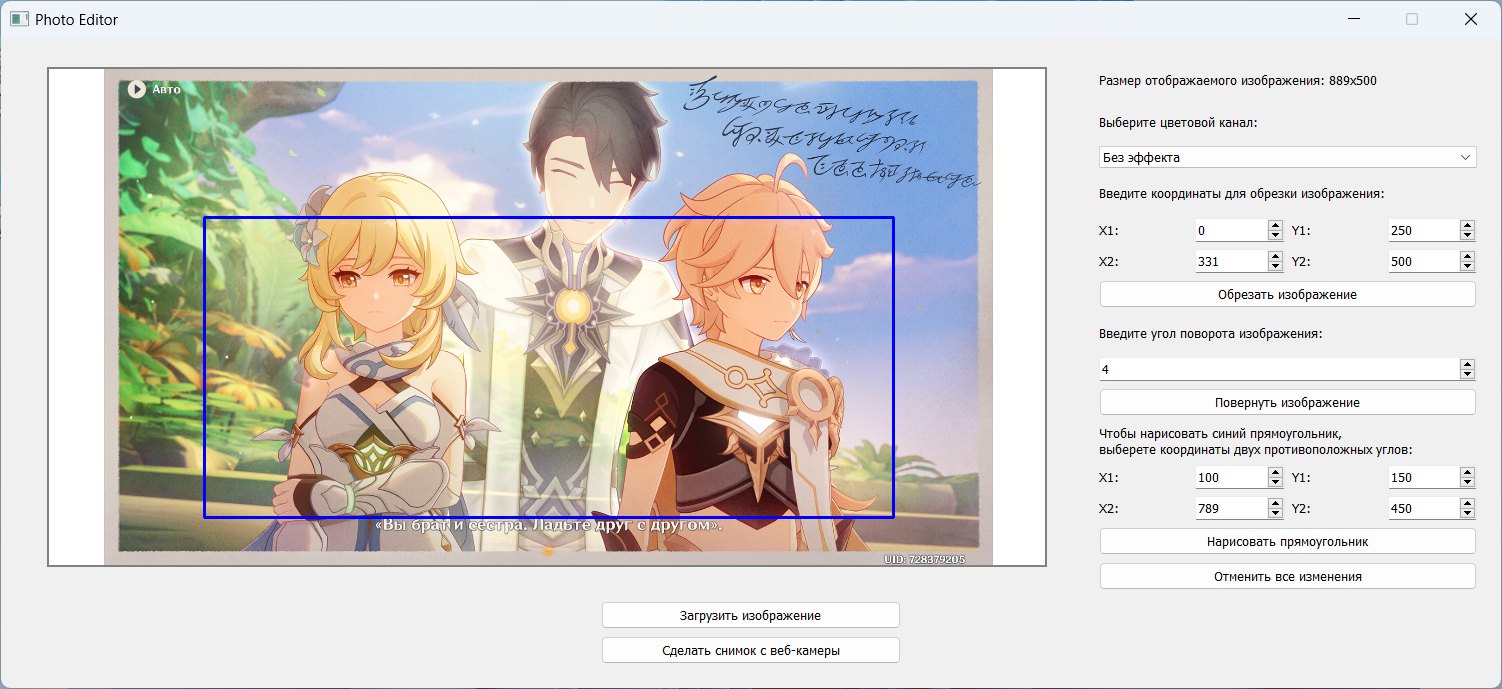 Photo Editor
Авто
«Вы брат и сестра. Ладьте друг с другом».
UID: 728379205
Загрузить изображение
Сделать снимок с веб-камеры
Размер отображаемого изображения: 889x500
Выберите цветовой канал:
Без эффекта
Введите координаты для обрезки изображения:
X1: 0 Y1: 250
X2: 331 Y2: 500
Обрезать изображение
Введите угол поворота изображения:
4
Повернуть изображение
Чтобы нарисовать синий прямоугольник,
выберете координаты двух противоположных углов:
X1: 100 Y1: 150
X2: 789 Y2: 450
Нарисовать прямоугольник
Отменить все изменения